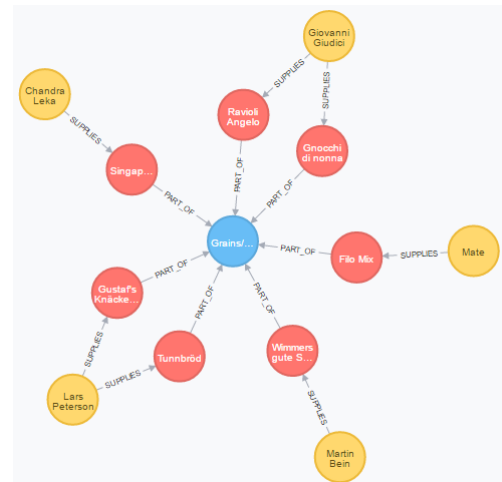 Giovanni
Giudici
SUPPLIES
SUPPLIES
Chandra
Leka
SUPPLIES
Ravioli
Angelo
Gnocchi
di nonna
Singap...
PART_OF
PART_OF
PART_OF
Grains/...
PART_OF
Filo Mix
SUPPLIES
Mate
Gustaf's
Knäcke...
PART_OF
PART_OF
PART_OF
Wimmers
gute S...
Tunnbröd
SUPPLIES
SUPPLIES
SUPPLIES
Lars
Peterson
Martin
Bein